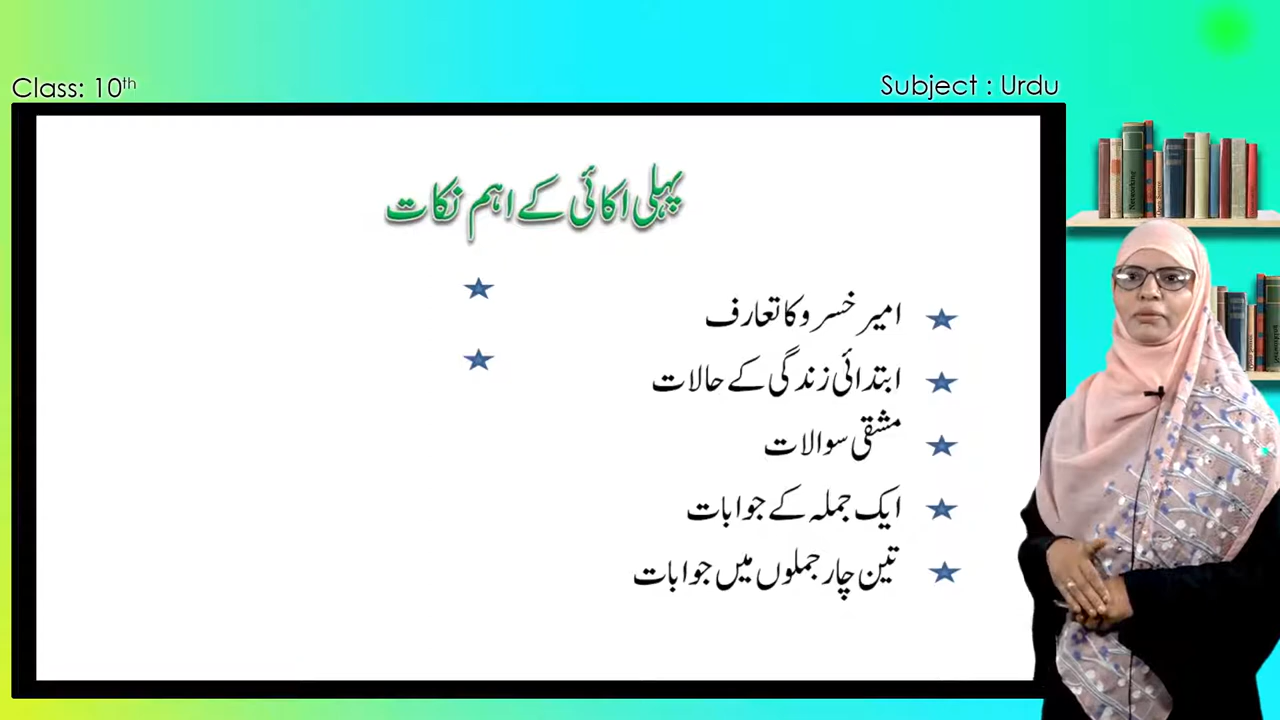 Class: 10th
Subject : Urdu
پہلی اکائی کے اہم نکات
امیر خسرو کا تعارف
ابتدائی زندگی کے حالات
مشقی سوالات
ایک جملہ کے جوابات
تین چار جملوں میں جوابات
Networking